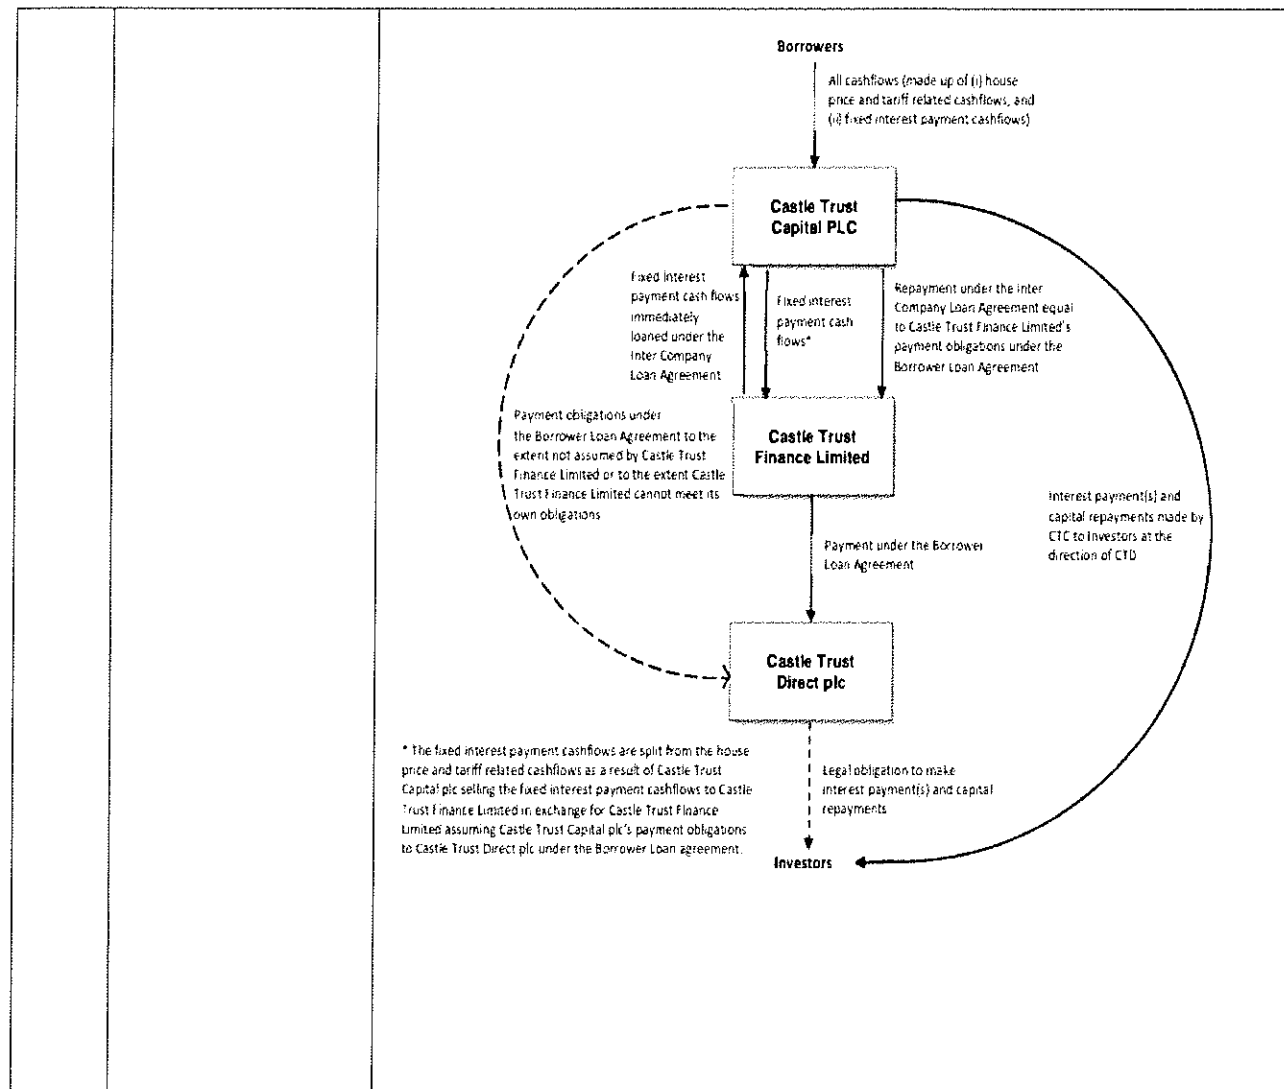 Borrowers
All cashflows (made up of (i) house
price and tariff related cashflows, and
(ii) fixed interest payment cashflows)
Castle Trust
Capital PLC
Fixed interest
payment cash flows
immediately
loaned under the
Inter Company
Loan Agreement
Fixed interest
payment cash
flows*
Repayment under the Inter
Company Loan Agreement equal
to Castle Trust Finance Limited's
payment obligations under the
Borrower Loan Agreement
Payment obligations under
the Borrower Loan Agreement to the
extent not assumed by Castle Trust
Finance Limited or to the extent Castle
Trust Finance Limited cannot meet its
own obligations
Castle Trust
Finance Limited
Interest payment(s) and
capital repayments made by
CTC to Investors at the
direction of CTD
Payment under the Borrower
Loan Agreement
Castle Trust
Direct plc
* The fixed interest payment cashflows are split from the house
price and tariff related cashflows as a result of Castle Trust
Capital plc selling the fixed interest payment cashflows to Castle
Trust Finance Limited in exchange for Castle Trust Finance
Limited assuming Castle Trust Capital plc's payment obligations
to Castle Trust Direct plc under the Borrower Loan agreement.
Legal obligation to make
interest payment(s) and capital
repayments
Investors